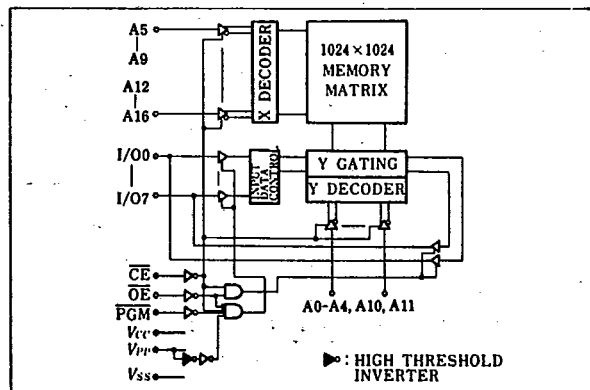 A5
A9
A12
A16
X DECODER
1024×1024
MEMORY
MATRIX
I/O0
I/O7
INPUT
DATA
CONTROL
Y GATING
Y DECODER
CE
OE
PGM
VCC
VPP
VSS
A0-A4, A10, A11
: HIGH THRESHOLD
INVERTER